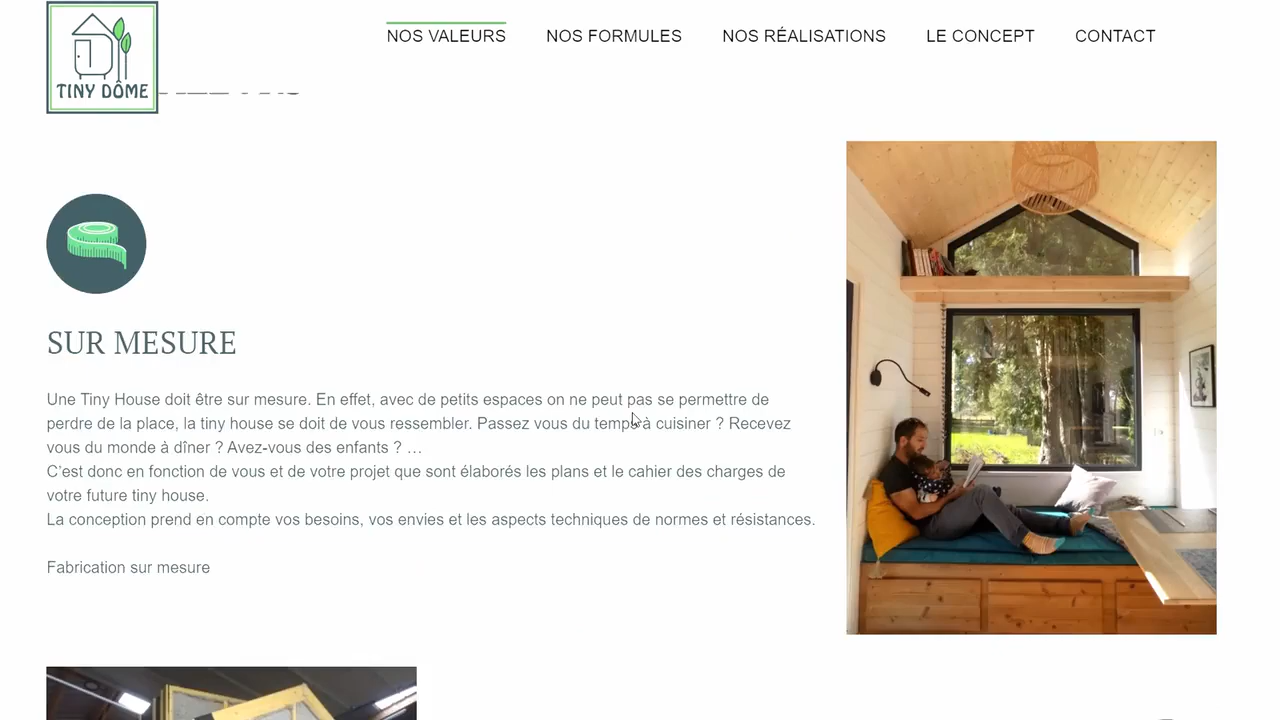 NOS VALEURS NOS FORMULES NOS RÉALISATIONS LE CONCEPT CONTACT
TINY DÔME
SUR MESURE
Une Tiny House doit être sur mesure. En effet, avec de petits espaces on ne peut pas se permettre de
perdre de la place, la tiny house se doit de vous ressembler. Passez vous du temps à cuisiner ? Recevez
vous du monde à dîner ? Avez-vous des enfants ? …
C'est donc en fonction de vous et de votre projet que sont élaborés les plans et le cahier des charges de
votre future tiny house.
La conception prend en compte vos besoins, vos envies et les aspects techniques de normes et résistances.
Fabrication sur mesure